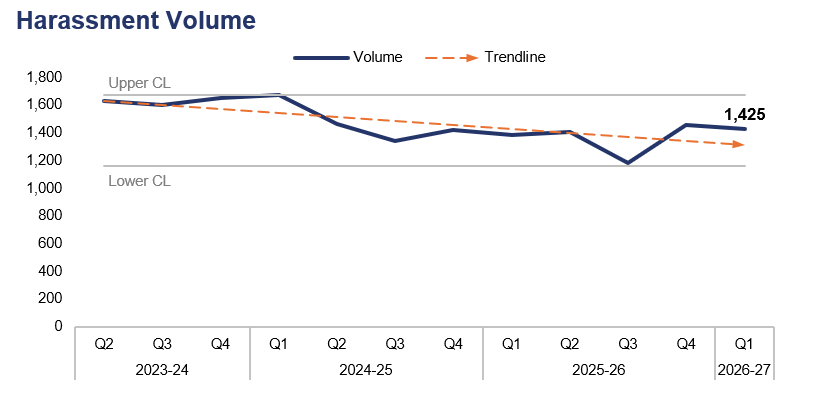 Harassment Volume
Volume Trendline
1,800
1,600
1,400
1,200
1,000
800
600
400
200
0
Upper CL
Lower CL
1,425
Q2 Q3 Q4 Q1 Q2 Q3 Q4 Q1 Q2 Q3 Q4 Q1
2023-24 2024-25 2025-26 2026-27